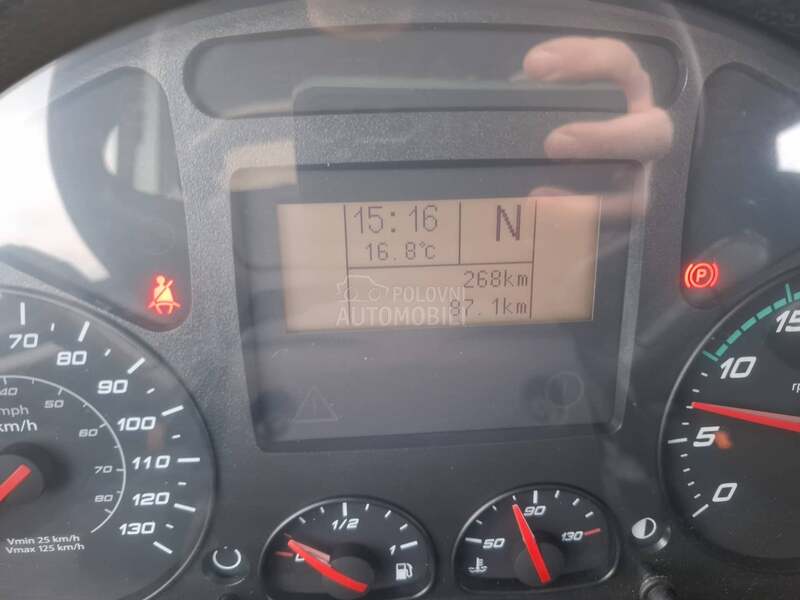 15:16
N
16.8°C
268km
87.1km
POLOVNI
AUTOMOBILI
P
70
80
90
100
110
120
130
40
50
60
70
80
mph
km/h
Vmin 25 km/h
Vmax 125 km/h
15
10
5
0
0
1/2
1
50
90
130